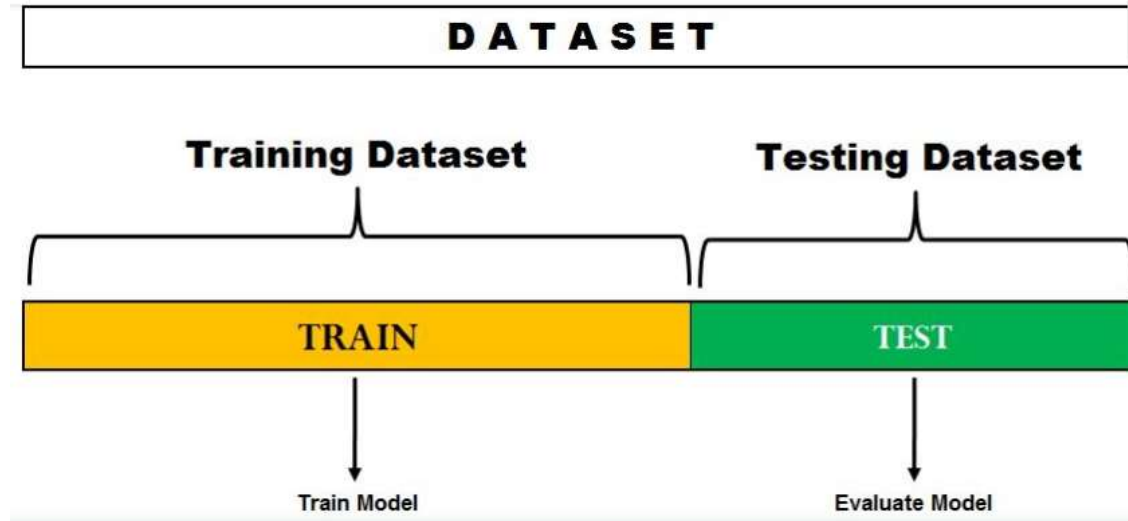 DATASET
Training Dataset
Testing Dataset
TRAIN
TEST
Train Model
Evaluate Model